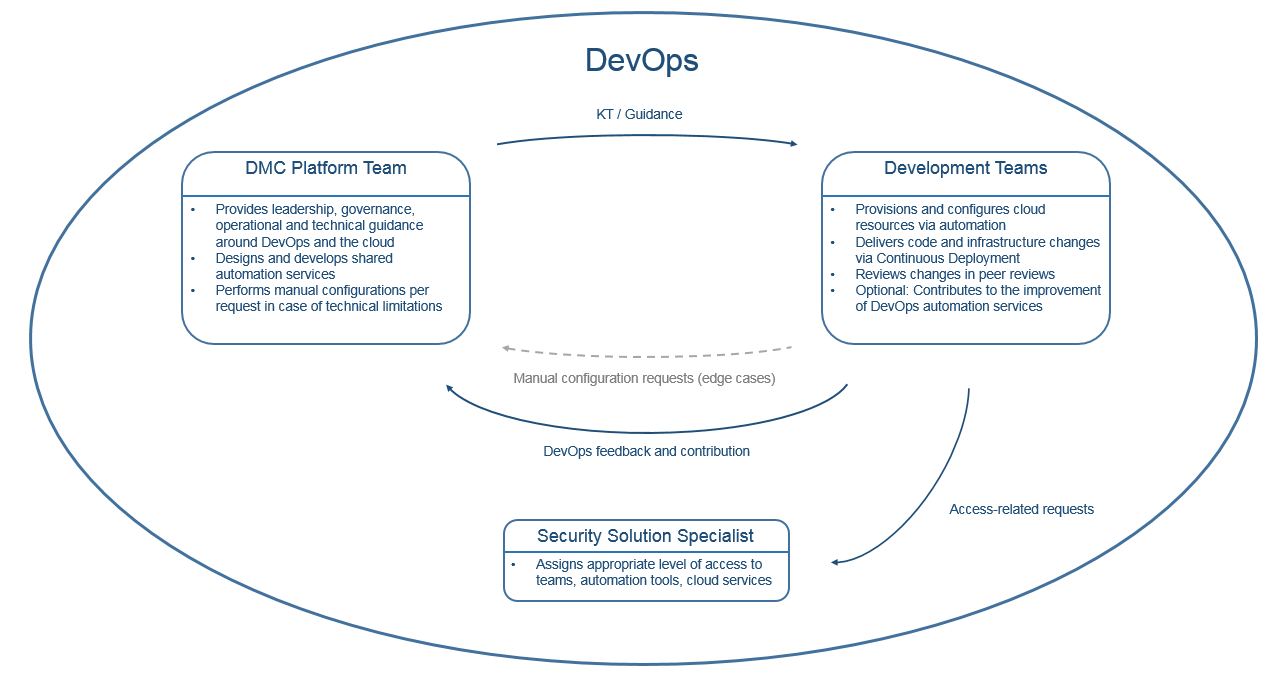 DevOps
KT / Guidance
DMC Platform Team
• Provides leadership, governance,
operational and technical guidance
around DevOps and the cloud
• Designs and develops shared
automation services
• Performs manual configurations per
request in case of technical limitations
Development Teams
• Provisions and configures cloud
resources via automation
• Delivers code and infrastructure changes
via Continuous Deployment
• Reviews changes in peer reviews
• Optional: Contributes to the improvement
of DevOps automation services
Manual configuration requests (edge cases)
DevOps feedback and contribution
Access-related requests
Security Solution Specialist
• Assigns appropriate level of access to
teams, automation tools, cloud services